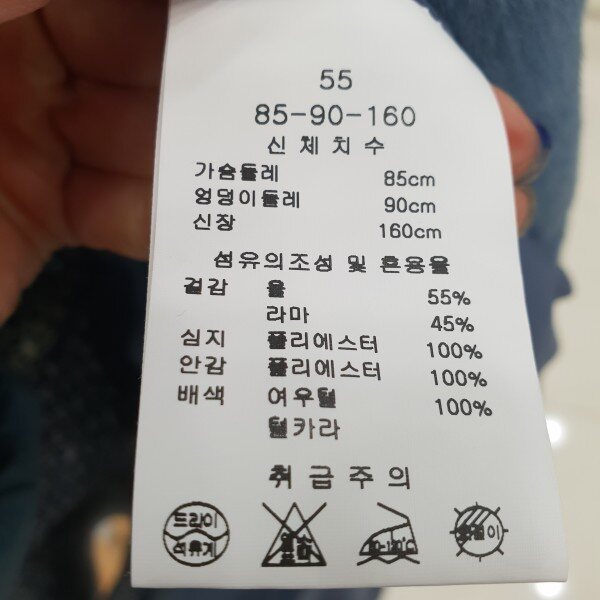 55
85-90-160
신체치수
가슴둘레 85cm
엉덩이둘레 90cm
신장 160cm
섬유의조성 및 혼용율
겉감 울 55%
라마 45%
심지 폴리에스터 100%
안감 폴리에스터 100%
배색 여우털 100%
털카라
취급주의
드라이
석유계